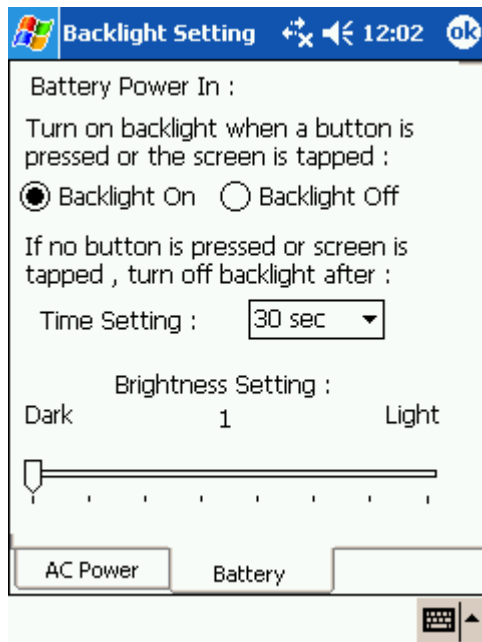 Backlight Setting 12:02 ok
Battery Power In :
Turn on backlight when a button is
pressed or the screen is tapped :
Backlight On Backlight Off
If no button is pressed or screen is
tapped , turn off backlight after :
Time Setting : 30 sec
Brightness Setting :
Dark 1 Light
AC Power Battery